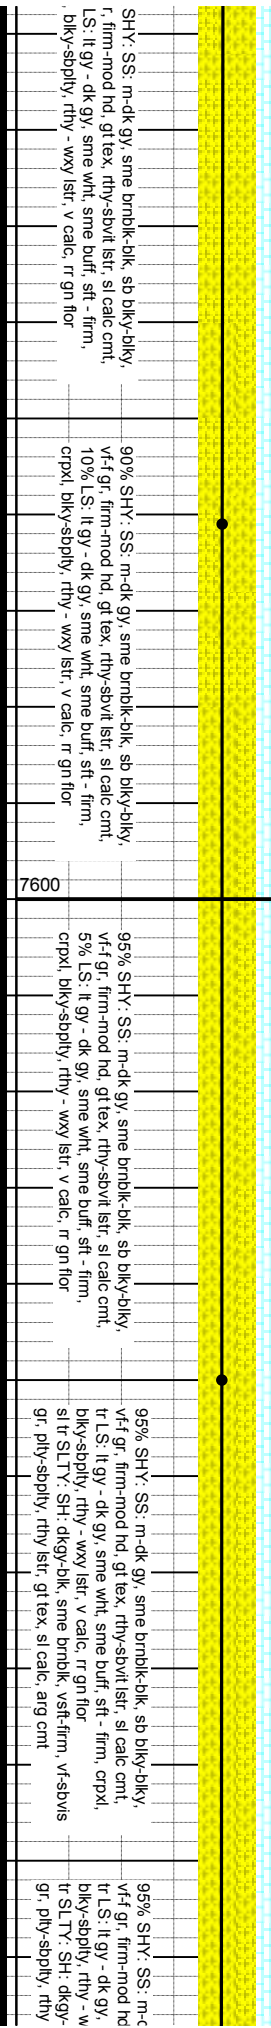 SHY: SS: m-dk gy, sme brnblk-blk, sb blky-blky,
r, firm-mod hd, gt tex, rthy-sbvit lstr, sl calc cmt,
LS: lt gy - dk gy, sme wht, sme buff, sft - firm,
, blky-sbplty, rthy - wxy lstr, v calc, rr gn flor
90% SHY: SS: m-dk gy, sme brnblk-blk, sb blky-blky,
vf-f gr, firm-mod hd, gt tex, rthy-sbvit lstr, sl calc cmt,
10% LS: lt gy - dk gy, sme wht, sme buff, sft - firm,
crpxl, blky-sbplty, rthy - wxy lstr, v calc, rr gn flor
7600
95% SHY: SS: m-dk gy, sme brnblk-blk, sb blky-blky,
vf-f gr, firm-mod hd, gt tex, rthy-sbvit lstr, sl calc cmt,
5% LS: lt gy - dk gy, sme wht, sme buff, sft - firm,
crpxl, blky-sbplty, rthy - wxy lstr, v calc, rr gn flor
95% SHY: SS: m-dk gy, sme brnblk-blk, sb blky-blky,
vf-f gr, firm-mod hd, gt tex, rthy-sbvit lstr, sl calc cmt,
tr LS: lt gy - dk gy, sme wht, sme buff, sft - firm, crpxl,
blky-sbplty, rthy - wxy lstr, v calc, rr gn flor
sl tr SLTY: SH: dkgy-blk, sme brnblk, vsft-firm, vf-sbvis
gr, plty-sbplty, rthy lstr, gt tex, sl calc, arg cmt
95% SHY: SS: m-c
vf-f gr, firm-mod hd
tr LS: lt gy - dk gy,
blky-sbplty, rthy - w
tr SLTY: SH: dkgy-
gr, plty-sbplty, rthy